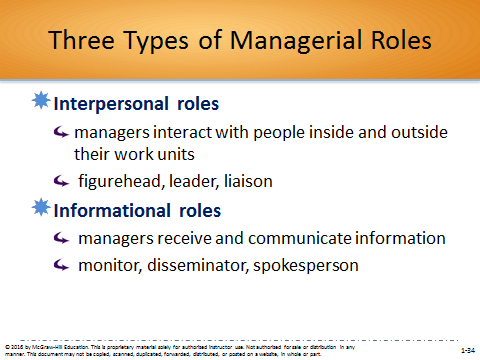 Three Types of Managerial Roles
Interpersonal roles
managers interact with people inside and outside
their work units
figurehead, leader, liaison
Informational roles
managers receive and communicate information
monitor, disseminator, spokesperson
© 2016 by McGraw-Hill Education. This is proprietary material solely for authorized instructor use. Not authorized for sale or distribution in any
manner. This document may not be copied, scanned, duplicated, forwarded, distributed, or posted on a website, in whole or part.
1-34